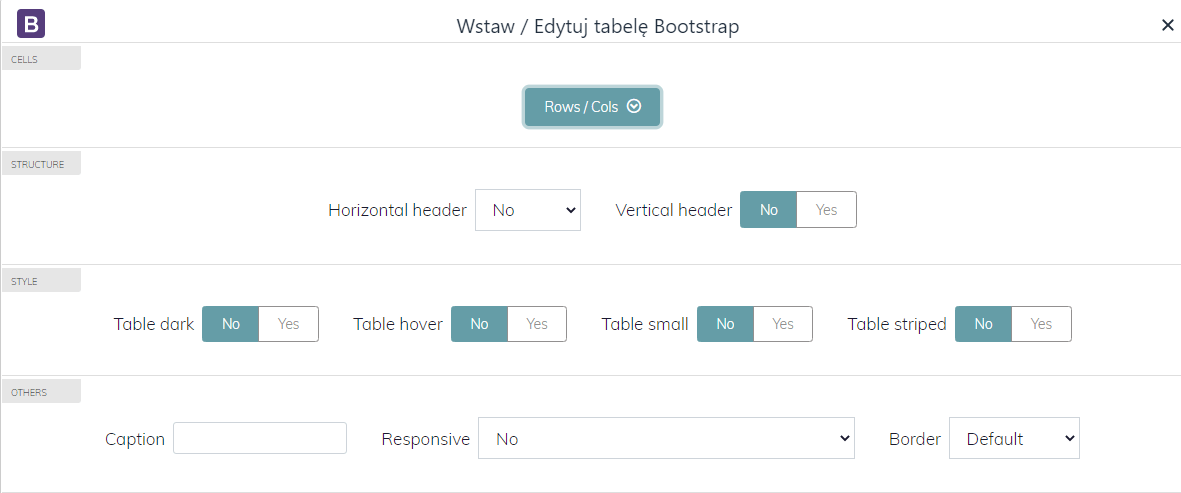 B
Wstaw / Edytuj tabelę Bootstrap
CELLS
Rows / Cols
STRUCTURE
Horizontal header No Vertical header No Yes
STYLE
Table dark No Yes Table hover No Yes Table small No Yes Table striped No Yes
OTHERS
Caption Responsive No Border Default